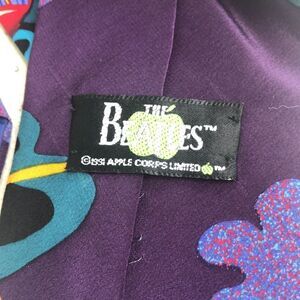 THE
BEATLES™
©1991 APPLE CORPS LIMITED ™